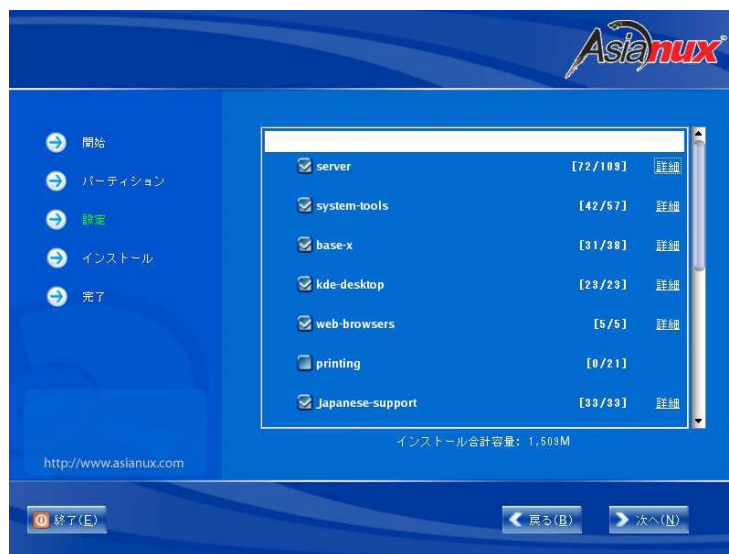 Asianux
開始
パーティション
設定
インストール
完了
server [72/109] 詳細
system-tools [42/57] 詳細
base-x [31/38] 詳細
kde-desktop [23/23] 詳細
web-browsers [5/5] 詳細
printing [0/21]
Japanese-support [33/33] 詳細
インストール合計容量: 1,509M
http://www.asianux.com
終了(E)
戻る(B)
次へ(N)